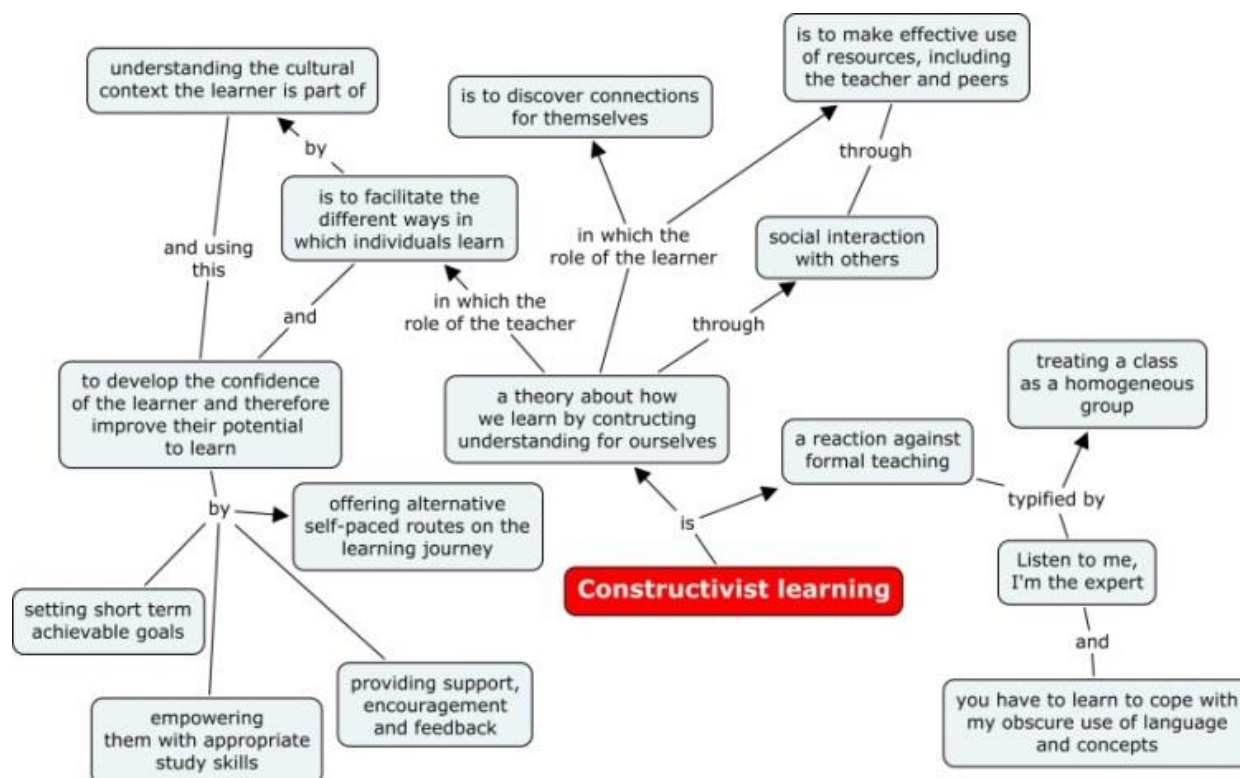 understanding the cultural
context the learner is part of
is to discover connections
for themselves
is to make effective use
of resources, including
the teacher and peers
by
through
is to facilitate the
different ways in
which individuals learn
and using
this
in which the
role of the learner
social interaction
with others
and
in which the
role of the teacher
through
to develop the confidence
of the learner and therefore
improve their potential
to learn
a theory about how
we learn by contructing
understanding for ourselves
treating a class
as a homogeneous
group
a reaction against
formal teaching
typified by
by
offering alternative
self-paced routes on the
learning journey
is
Constructivist learning
Listen to me,
I'm the expert
setting short term
achievable goals
and
empowering
them with appropriate
study skills
providing support,
encouragement
and feedback
you have to learn to cope with
my obscure use of language
and concepts